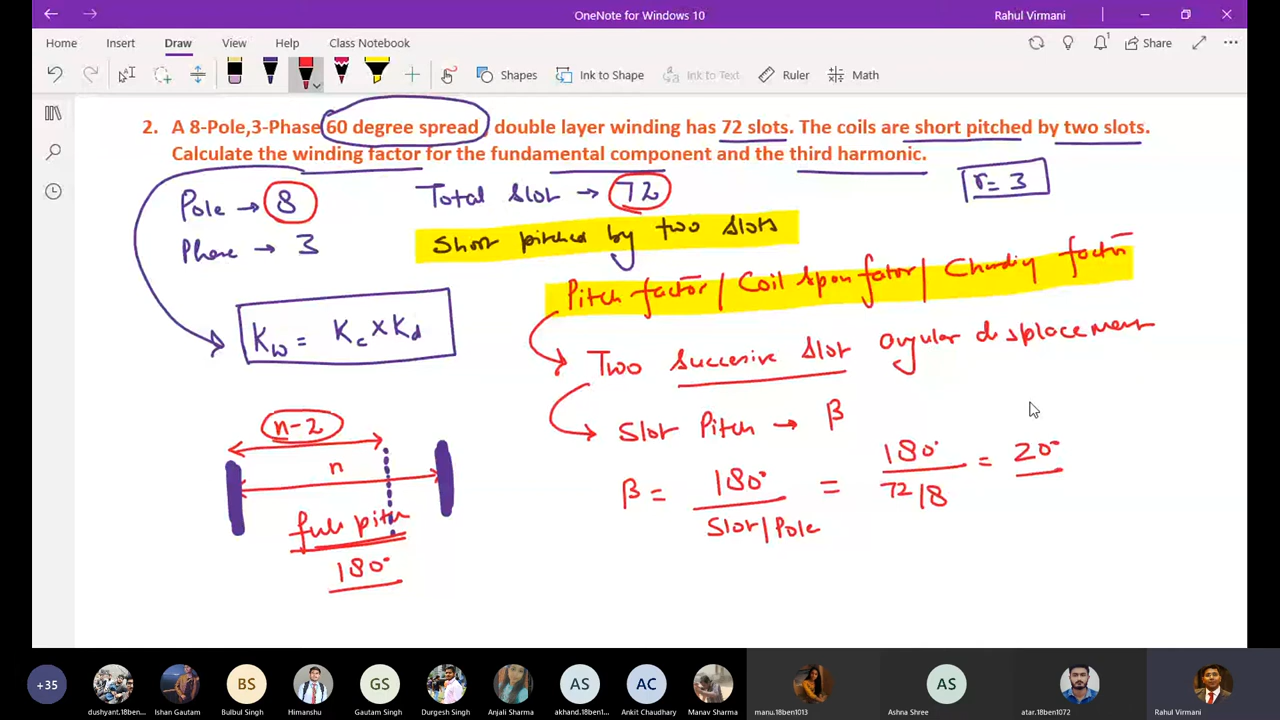 OneNote for Windows 10
Rahul Virmani
Home Insert Draw View Help Class Notebook
Share
Shapes Ink to Shape Ink to Text Ruler Math
2. A 8-Pole,3-Phase 60 degree spread, double layer winding has 72 slots. The coils are short pitched by two slots.
Calculate the winding factor for the fundamental component and the third harmonic.
r = 3
Pole → 8
Total Slot → 72
Phase → 3
Short pitched by two slots
Pitch factor / Coil span fator / Chording factor
Kw = Kc × Kd
Two Succesive Slot angular displacement
Slot Pitch → β
n-2
n
full pitch
180°
β = 180° / Slot/Pole = 180° / 72/8 = 20°
+35
BS
GS
AS
AC
AS
dushyant.18ben... Ishan Gautam Bulbul Singh Himanshu Gautam Singh Durgesh Singh Anjali Sharma akhand.18ben1... Ankit Chaudhary Manav Sharma manu.18ben1013 Ashna Shree atar.18ben1072 Rahul Virmani